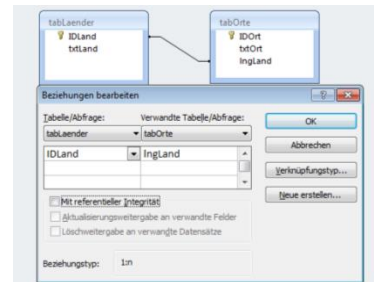 tabLaender
IDLand
txtLand
tabOrte
IDOrt
txtOrt
lngLand
Beziehungen bearbeiten
Tabelle/Abfrage:
Verwandte Tabelle/Abfrage:
tabLaender
tabOrte
IDLand
lngLand
OK
Abbrechen
Verknüpfungstyp...
Neue erstellen...
Mit referentieller Integrität
Aktualisierungsweitergabe an verwandte Felder
Löschweitergabe an verwandte Datensätze
Beziehungstyp: 1:n